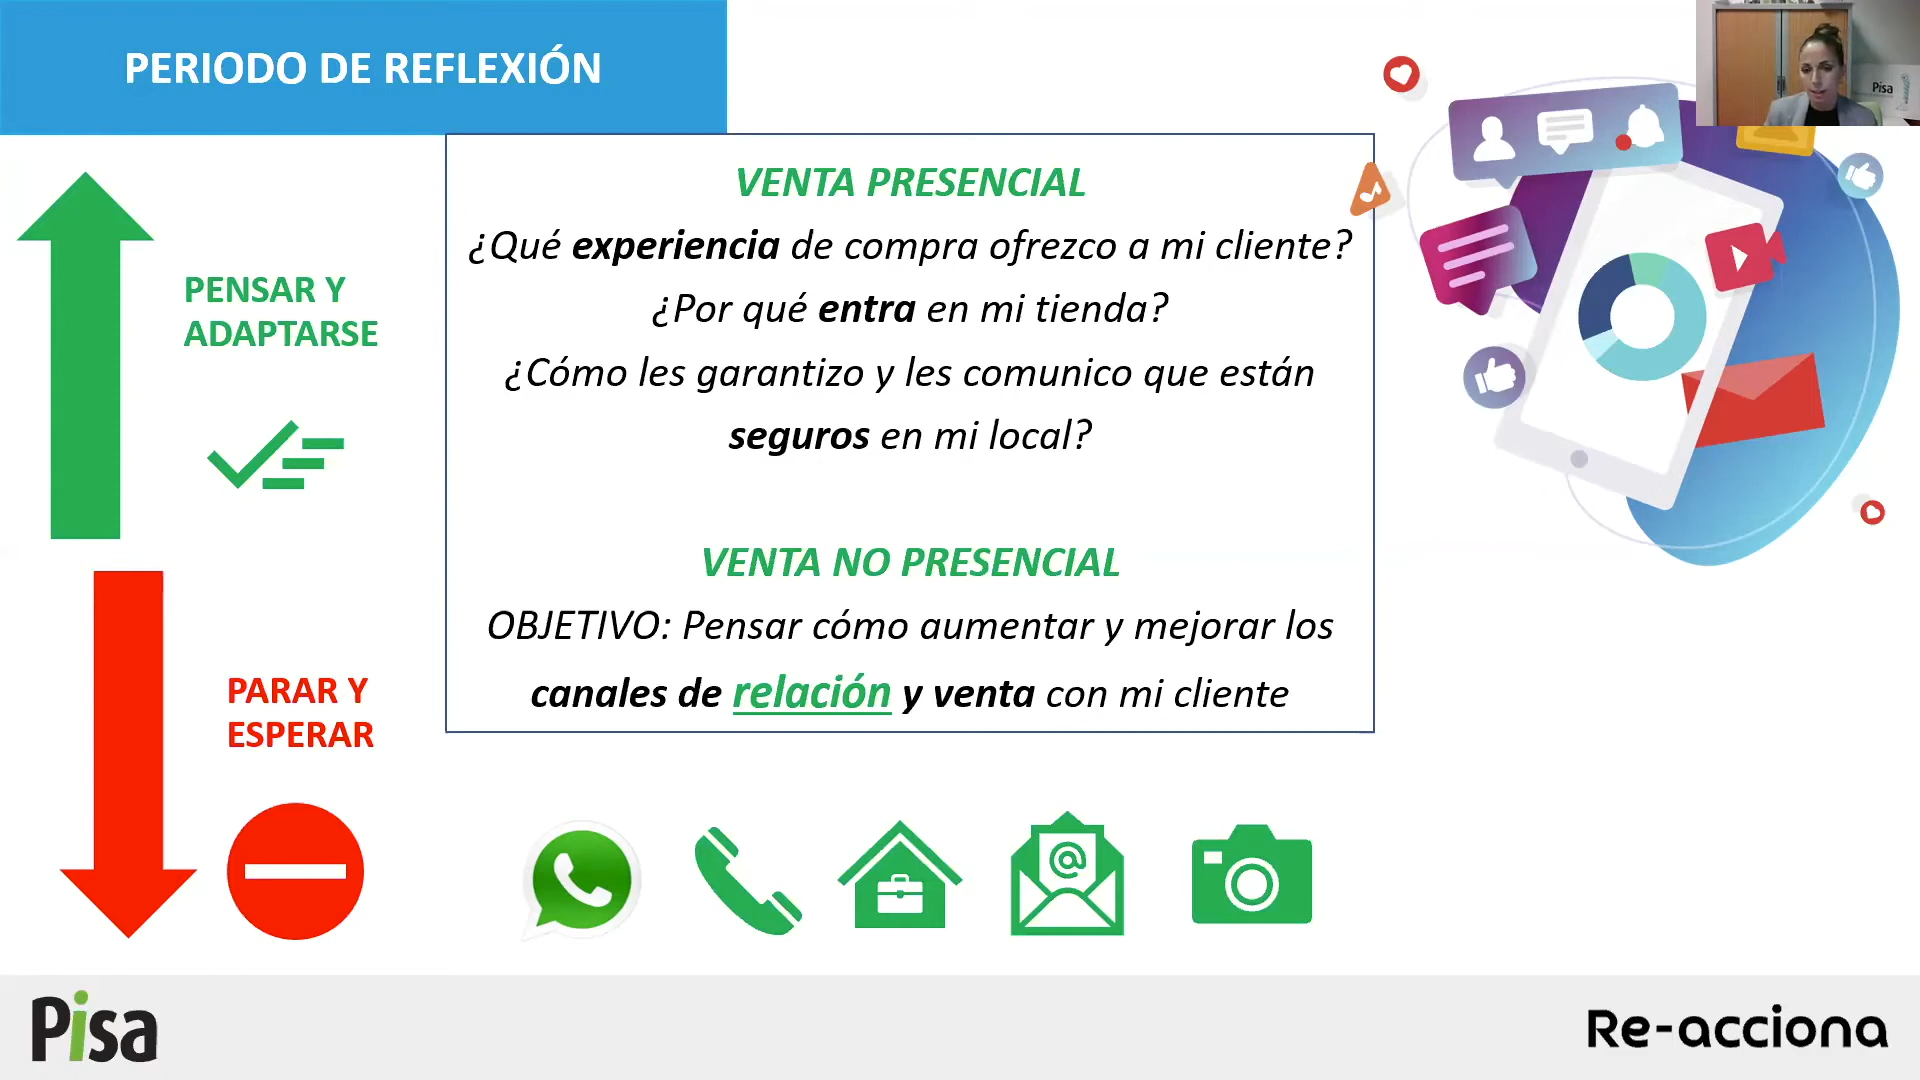 PERIODO DE REFLEXIÓN
PENSAR Y
ADAPTARSE
PARAR Y
ESPERAR
VENTA PRESENCIAL
¿Qué experiencia de compra ofrezco a mi cliente?
¿Por qué entra en mi tienda?
¿Cómo les garantizo y les comunico que están
seguros en mi local?
VENTA NO PRESENCIAL
OBJETIVO: Pensar cómo aumentar y mejorar los
canales de relación y venta con mi cliente
@
Pisa
Pisa
Re-acciona